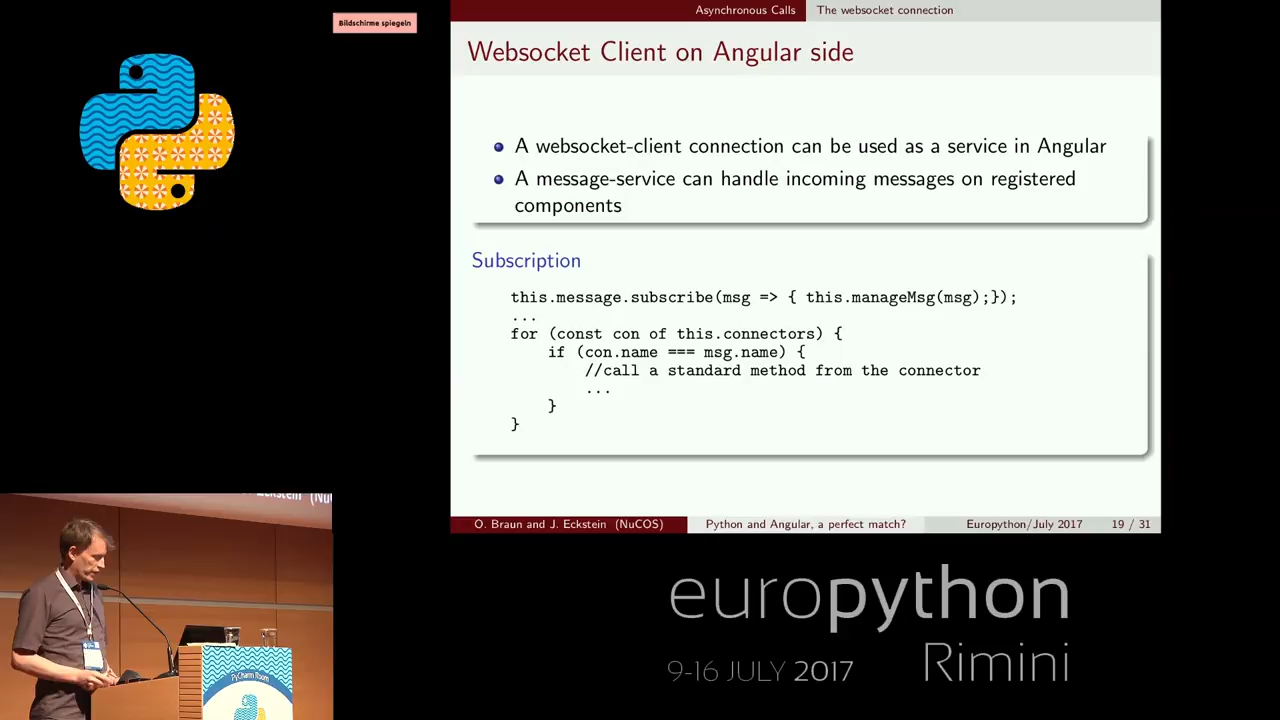 Bildschirme spiegeln
Asynchronous Calls The websocket connection
Websocket Client on Angular side
A websocket-client connection can be used as a service in Angular
A message-service can handle incoming messages on registered
components
Subscription
this.message.subscribe(msg => { this.manageMsg(msg);});
...
for (const con of this.connectors) {
if (con.name === msg.name) {
//call a standard method from the connector
...
}
}
O. Braun and J. Eckstein (NuCOS) Python and Angular, a perfect match? Europython/July 2017 19 / 31
Eckstein (Nu
PyCharm Room
europython
Rimini
9-16 JULY 2017